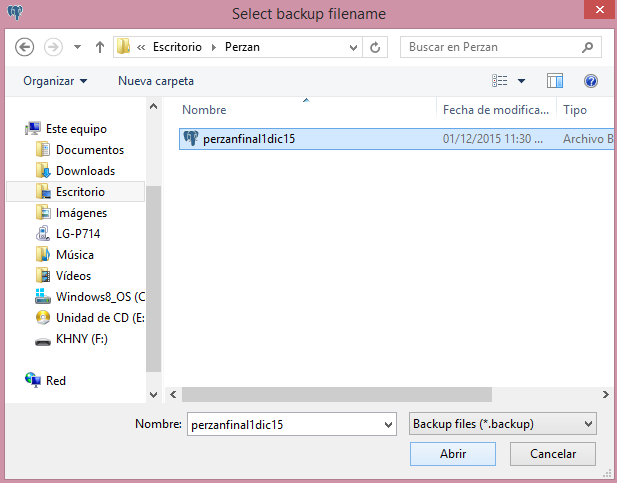 Select backup filename
« Escritorio Perzan
Buscar en Perzan
Organizar
Nueva carpeta
Nombre
Fecha de modifica...
Tipo
Este equipo
Documentos
Downloads
Escritorio
Imágenes
LG-P714
Música
Vídeos
Windows8_OS (C
Unidad de CD (E:
KHNY (F:)
Red
perzanfinal1dic15
01/12/2015 11:30 ...
Archivo B
Nombre: perzanfinal1dic15
Backup files (*.backup)
Abrir
Cancelar